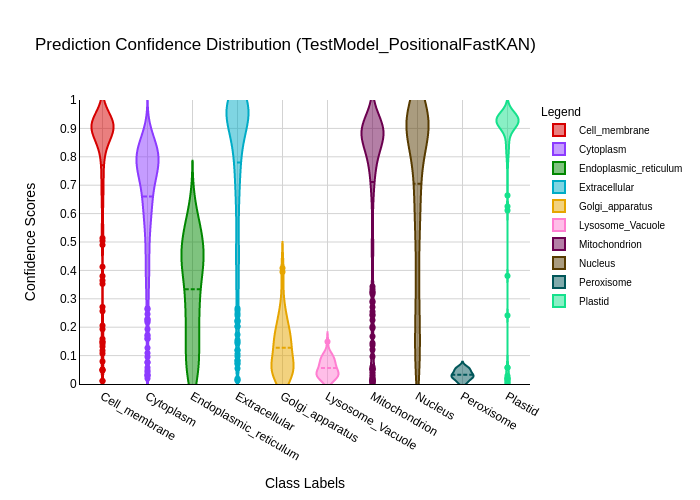 Prediction Confidence Distribution (TestModel_PositionalFastKAN)
Legend
Cell_membrane
Cytoplasm
Endoplasmic_reticulum
Extracellular
Golgi_apparatus
Lysosome_Vacuole
Mitochondrion
Nucleus
Peroxisome
Plastid
Confidence Scores
1
0.9
0.8
0.7
0.6
0.5
0.4
0.3
0.2
0.1
0
Cell_membrane
Cytoplasm
Endoplasmic_reticulum
Extracellular
Golgi_apparatus
Lysosome_Vacuole
Mitochondrion
Nucleus
Peroxisome
Plastid
Class Labels